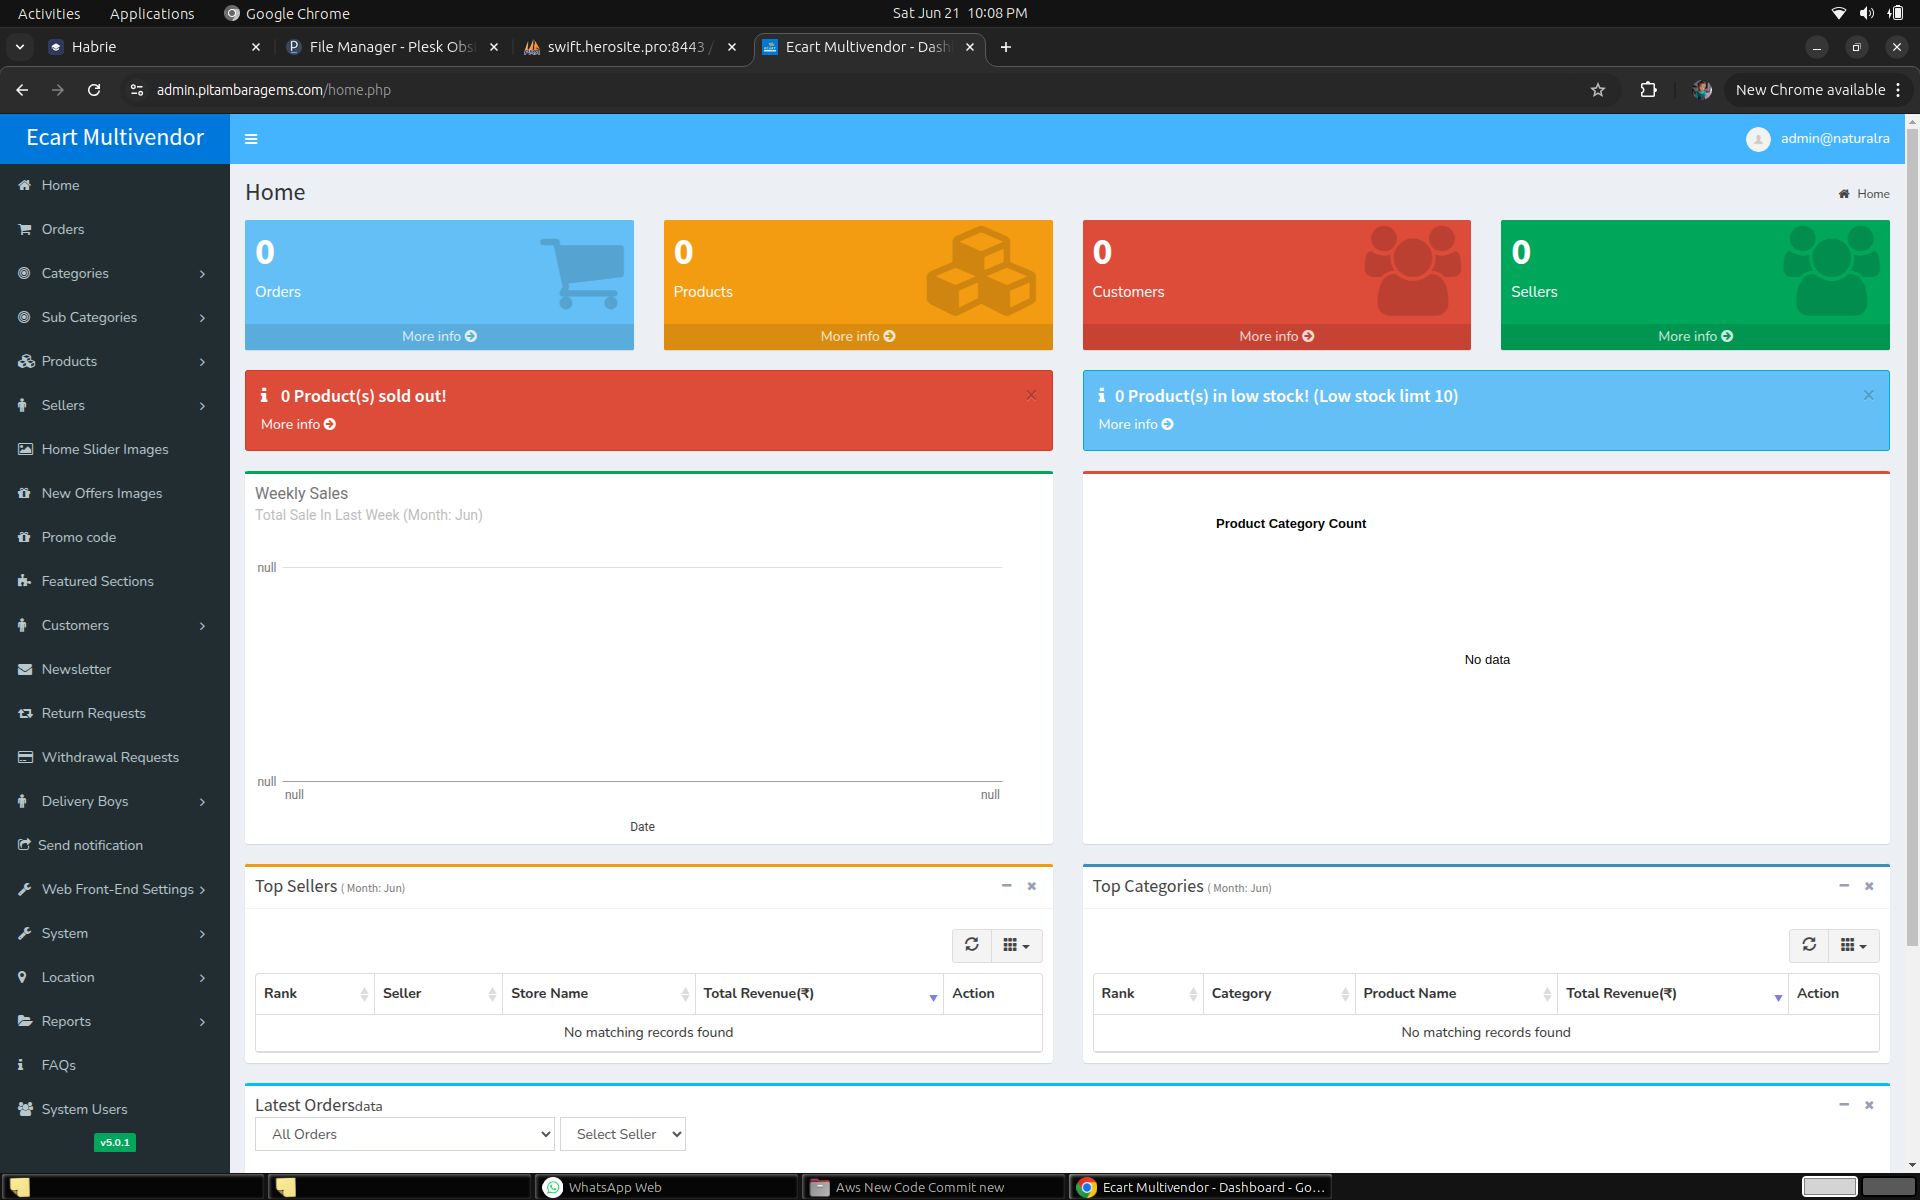 Activities Applications Google Chrome Sat Jun 21 10:08 PM
Habrie File Manager - Plesk Obs swift.herosite.pro:8443 / Ecart Multivendor - Dash
admin.pitambaragems.com/home.php New Chrome available
Ecart Multivendor admin@naturalra
Home
Orders
Categories
Sub Categories
Products
Sellers
Home Slider Images
New Offers Images
Promo code
Featured Sections
Customers
Newsletter
Return Requests
Withdrawal Requests
Delivery Boys
Send notification
Web Front-End Settings
System
Location
Reports
FAQs
System Users
v5.0.1
Home Home
0
Orders
More info
0
Products
More info
0
Customers
More info
0
Sellers
More info
0 Product(s) sold out!
More info
0 Product(s) in low stock! (Low stock limt 10)
More info
Weekly Sales
Total Sale In Last Week (Month: Jun)
null
null
null null
Date
Product Category Count
No data
Top Sellers ( Month: Jun)
Rank Seller Store Name Total Revenue(₹) Action
No matching records found
Top Categories ( Month: Jun)
Rank Category Product Name Total Revenue(₹) Action
No matching records found
Latest Ordersdata
All Orders Select Seller
WhatsApp Web Aws New Code Commit new Ecart Multivendor - Dashboard - Go...